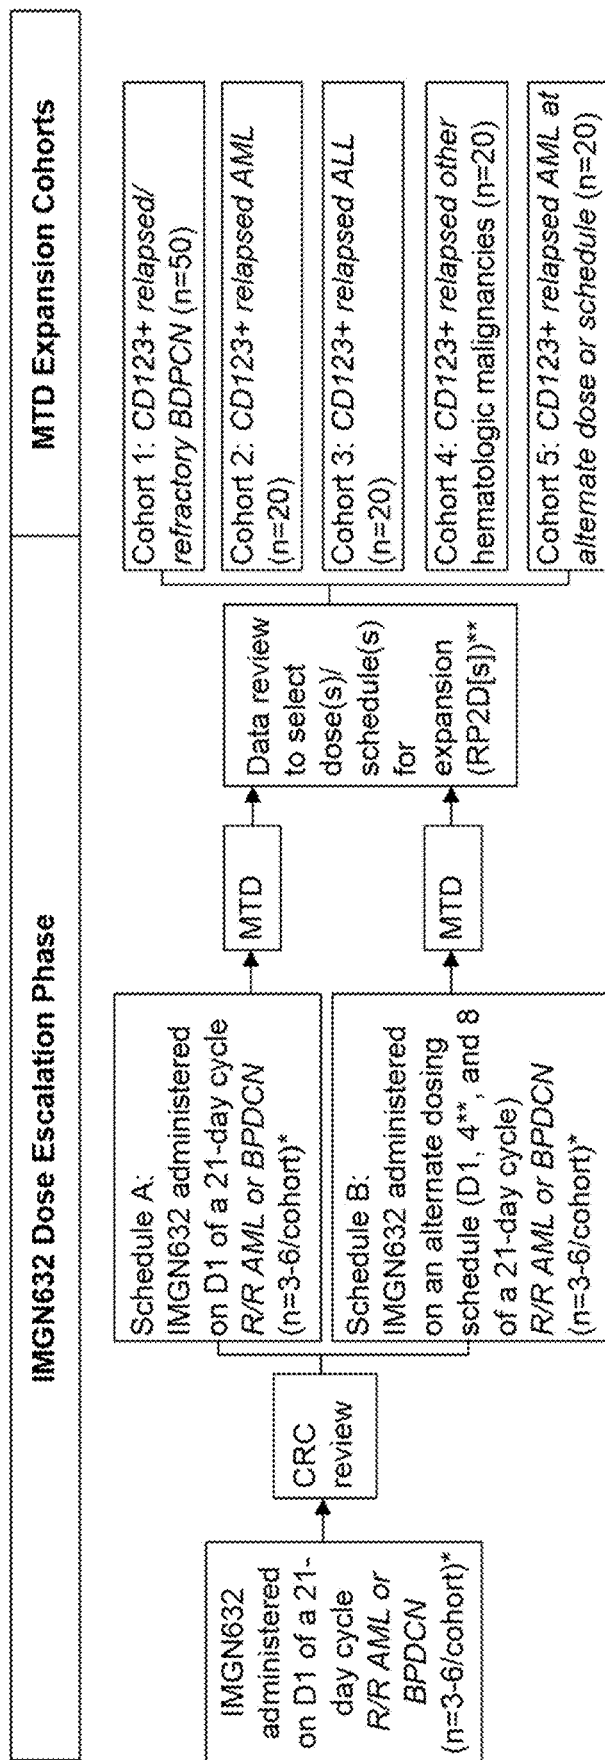 IMGN632 Dose Escalation Phase
MTD Expansion Cohorts
IMGN632
administered
on D1 of a 21-
day cycle
R/R AML or
BPDCN
(n=3-6/cohort)*
CRC
review
Schedule A:
IMGN632 administered
on D1 of a 21-day cycle
R/R AML or BPDCN
(n=3-6/cohort)*
Schedule B:
IMGN632 administered
on an alternate dosing
schedule (D1, 4**, and 8
of a 21-day cycle)
R/R AML or BPDCN
(n=3-6/cohort)*
MTD
MTD
Data review
to select
dose(s)/
schedule(s)
for
expansion
(RP2D[s])**
Cohort 1: CD123+ relapsed/
refractory BDPCN (n=50)
Cohort 2: CD123+ relapsed AML
(n=20)
Cohort 3: CD123+ relapsed ALL
(n=20)
Cohort 4: CD123+ relapsed other
hematologic malignancies (n=20)
Cohort 5: CD123+ relapsed AML at
alternate dose or schedule (n=20)